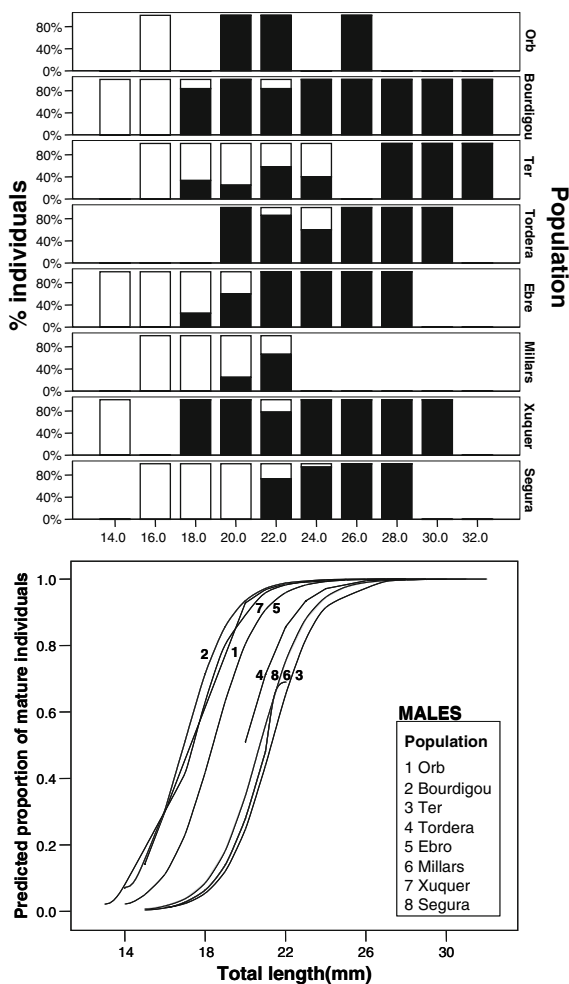 80%
40%
0%
Orb
80%
40%
0%
Bourdigou
80%
40%
0%
Ter
80%
40%
0%
Tordera
80%
40%
0%
Ebre
80%
40%
0%
Millars
80%
40%
0%
Xuquer
80%
40%
0%
Segura
% individuals
Population
14.0 16.0 18.0 20.0 22.0 24.0 26.0 28.0 30.0 32.0
1.0
0.8
0.6
0.4
0.2
0.0
Predicted proportion of mature individuals
2
1
7 5
4 8 6 3
MALES
Population
1 Orb
2 Bourdigou
3 Ter
4 Tordera
5 Ebro
6 Millars
7 Xuquer
8 Segura
14 18 22 26 30
Total length(mm)